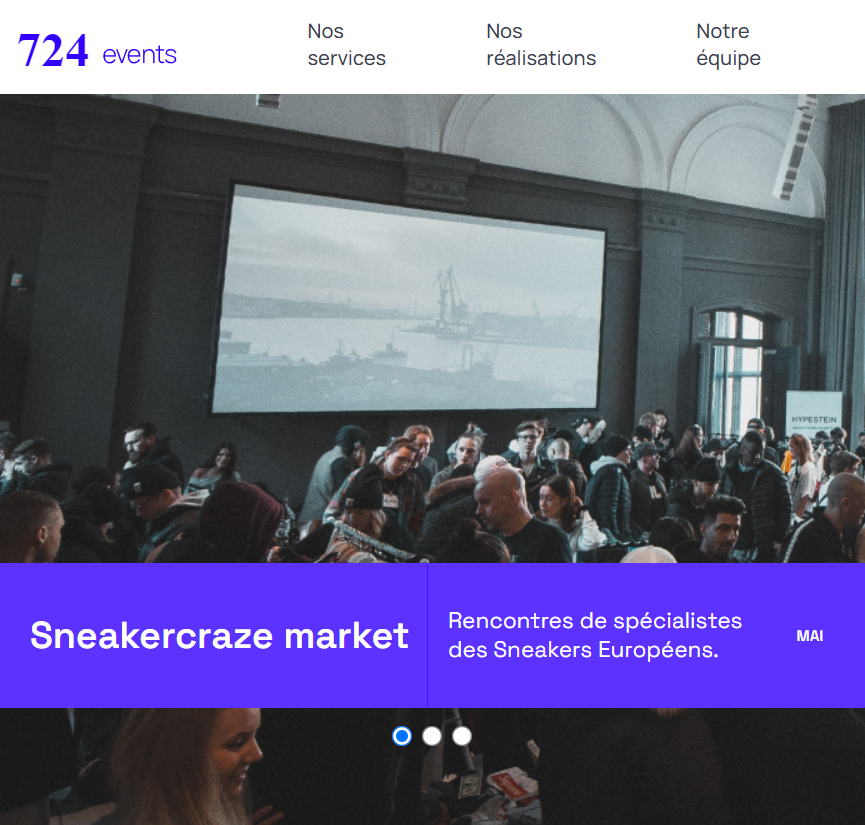 724 events
Nos
services
Nos
réalisations
Notre
équipe
HYPESTEIN
Sneakercraze market
Rencontres de spécialistes
des Sneakers Européens.
MAI